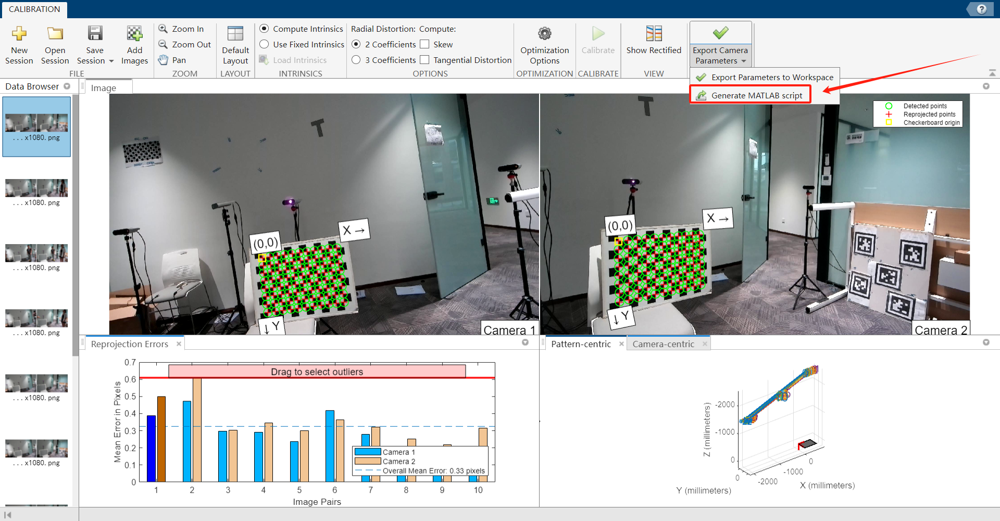 CALIBRATION
?
New
Session
Open
Session
Save
Session
Add
Images
FILE
Zoom In
Zoom Out
Pan
ZOOM
Default
Layout
LAYOUT
Compute Intrinsics
Use Fixed Intrinsics
Load Intrinsics
INTRINSICS
Radial Distortion:
Compute:
2 Coefficients
Skew
3 Coefficients
Tangential Distortion
OPTIONS
Optimization
Options
OPTIMIZATION
Calibrate
CALIBRATE
Show Rectified
VIEW
Export Camera
Parameters
Export Parameters to Workspace
Generate MATLAB script
Data Browser
...x1080.png
...x1080.png
...x1080.png
...x1080.png
...x1080.png
...x1080.png
Image
T
T
(0,0)
X →
↓ Y
Camera 1
(0,0)
X →
↓ Y
Camera 2
Detected points
Reprojected points
Checkerboard origin
Reprojection Errors
Drag to select outliers
Mean Error in Pixels
0.7
0.6
0.5
0.4
0.3
0.2
0.1
0
1 2 3 4 5 6 7 8 9 10
Image Pairs
Camera 1
Camera 2
Overall Mean Error: 0.33 pixels
Pattern-centric
Camera-centric
Z (millimeters)
-2000
-1000
0
0
-2000
-1000
0
Y (millimeters)
X (millimeters)